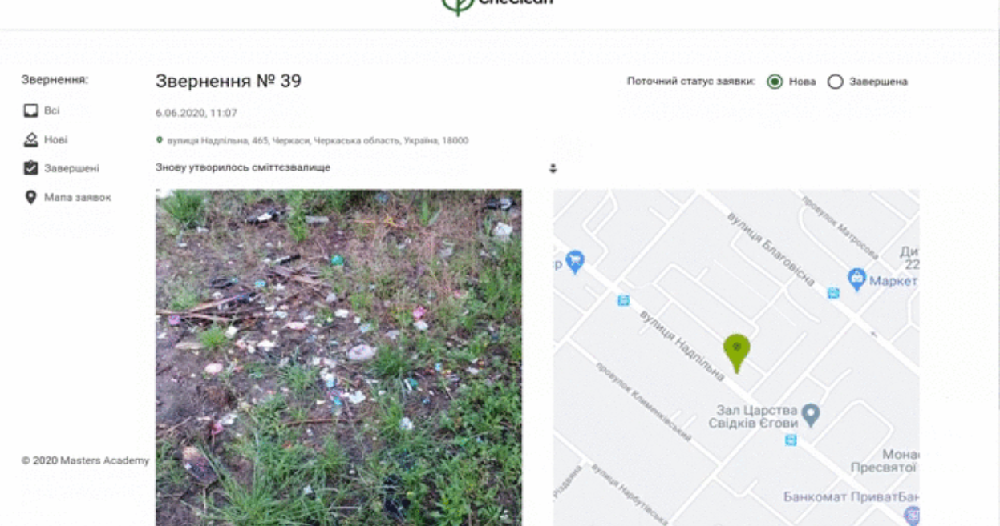 CheClean
Звернення:
Всі
Нові
Завершені
Мапа заявок
© 2020 Masters Academy
Звернення № 39
6.06.2020, 11:07
вулиця Надпільна, 465, Черкаси, Черкаська область, Україна, 18000
Знову утворилось сміттєзвалище
Поточний статус заявки:
Нова
Завершена
вулиця Благовісна
провулок Матросова
Ди
22
р
Маркет
вулиця Надпільна
провулок Клименківський
Зал Царства
Свідків Єгови
Мона
Пресвятої
Банкомат ПриватБан
Різдвяна
вулиця Нарбутівська